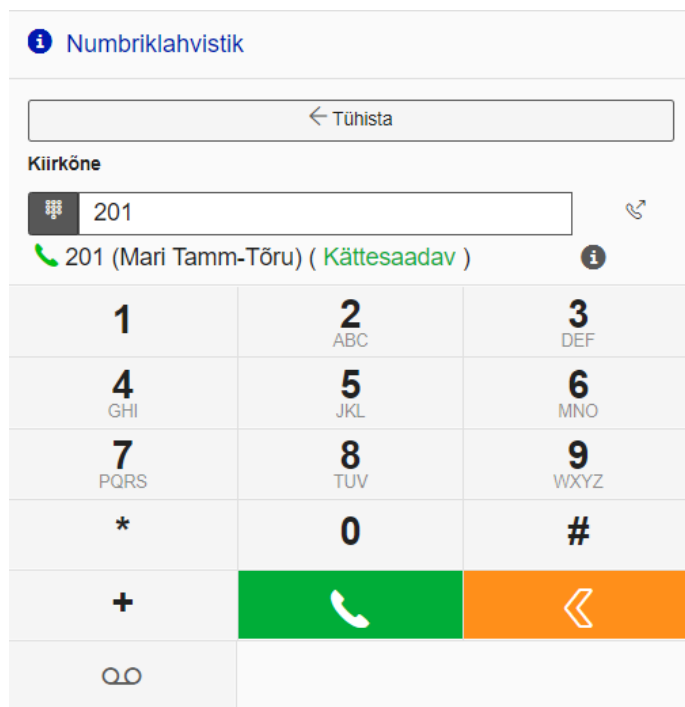 Numbriklahvistik
Tühista
Kiirkõne
201
201 (Mari Tamm-Tõru) ( Kättesaadav )
1 2 3
ABC DEF
4 5 6
GHI JKL MNO
7 8 9
PQRS TUV WXYZ
* 0 #
+